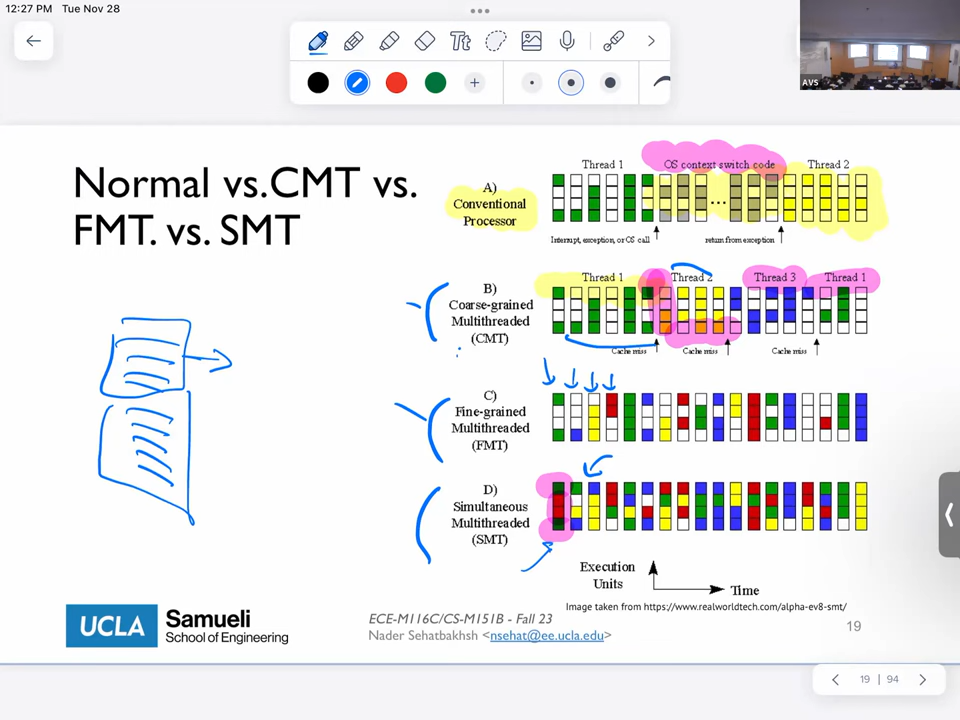 12:27 PM Tue Nov 28
Tt
AVS
Normal vs.CMT vs.
FMT. vs. SMT
A)
Conventional
Processor
Thread 1
OS context switch code
Thread 2
...
Interrupt, exception, or OS call
return from exception
B)
Coarse-grained
Multithreaded
(CMT)
Thread 1
Thread 2
Thread 3
Thread 1
Cache miss
Cache miss
Cache miss
C)
Fine-grained
Multithreaded
(FMT)
D)
Simultaneous
Multithreaded
(SMT)
Execution
Units
Time
Image taken from https://www.realworldtech.com/alpha-ev8-smt/
UCLA
Samueli
School of Engineering
ECE-M116C/CS-M151B - Fall 23
Nader Sehatbakhsh <nsehat@ee.ucla.edu>
19
19 | 94